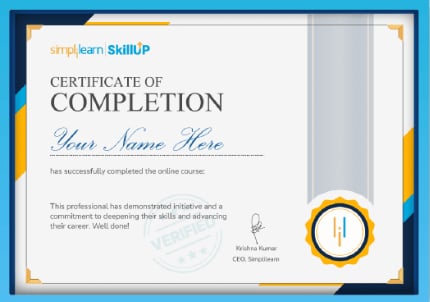 simplilearn | SkillUP
CERTIFICATE OF
COMPLETION
Your Name Here
has successfully completed the online course:
This professional has demonstrated initiative and a
commitment to deepening their skills and advancing
their career. Well done!
VERIFIED
Krishna Kumar
CEO, Simplilearn